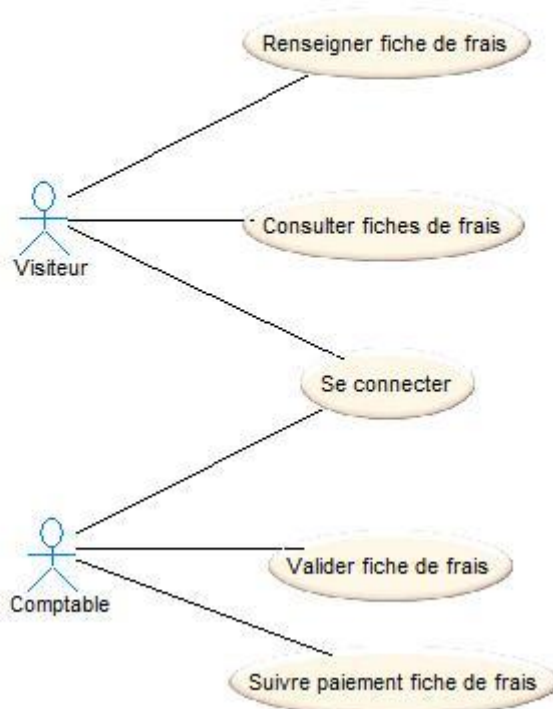 Renseigner fiche de frais
Consulter fiches de frais
Visiteur
Se connecter
Valider fiche de frais
Comptable
Suivre paiement fiche de frais